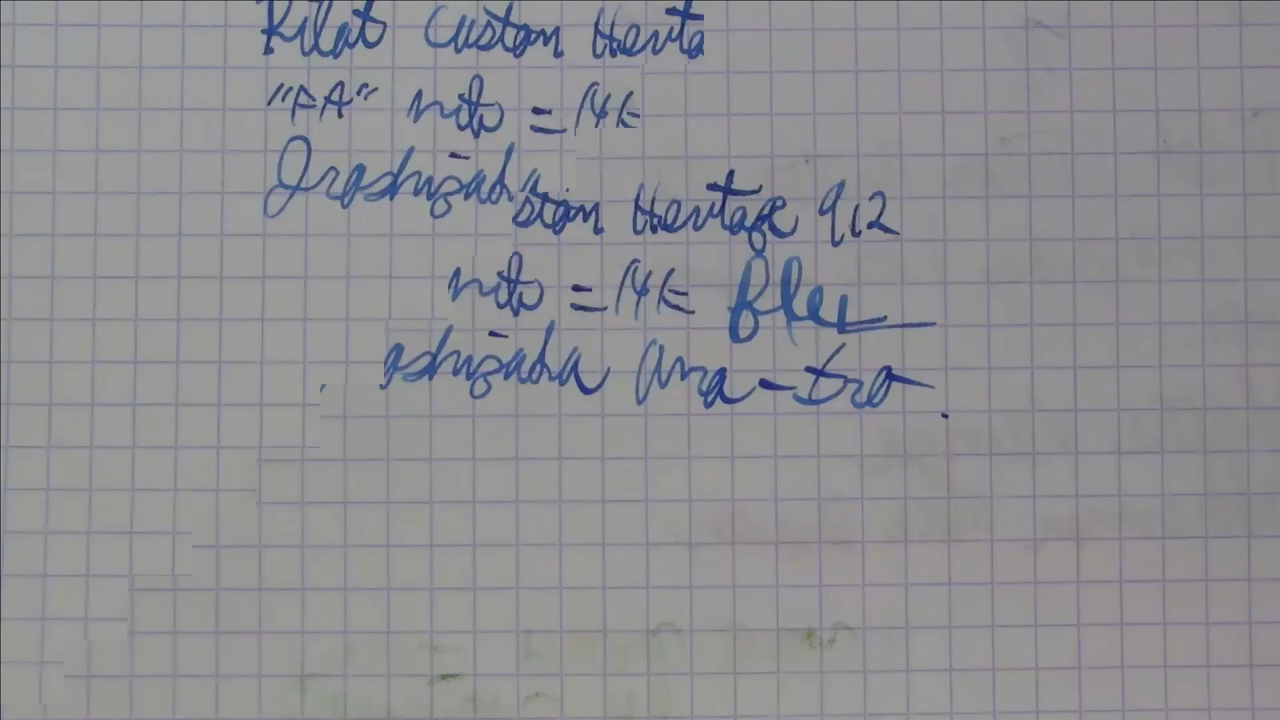 Pilot Custom Herita
"FA" nib = 14k
Iroshizuku
stom Heritage 912
nib = 14k flex
oshizuku ama-iro